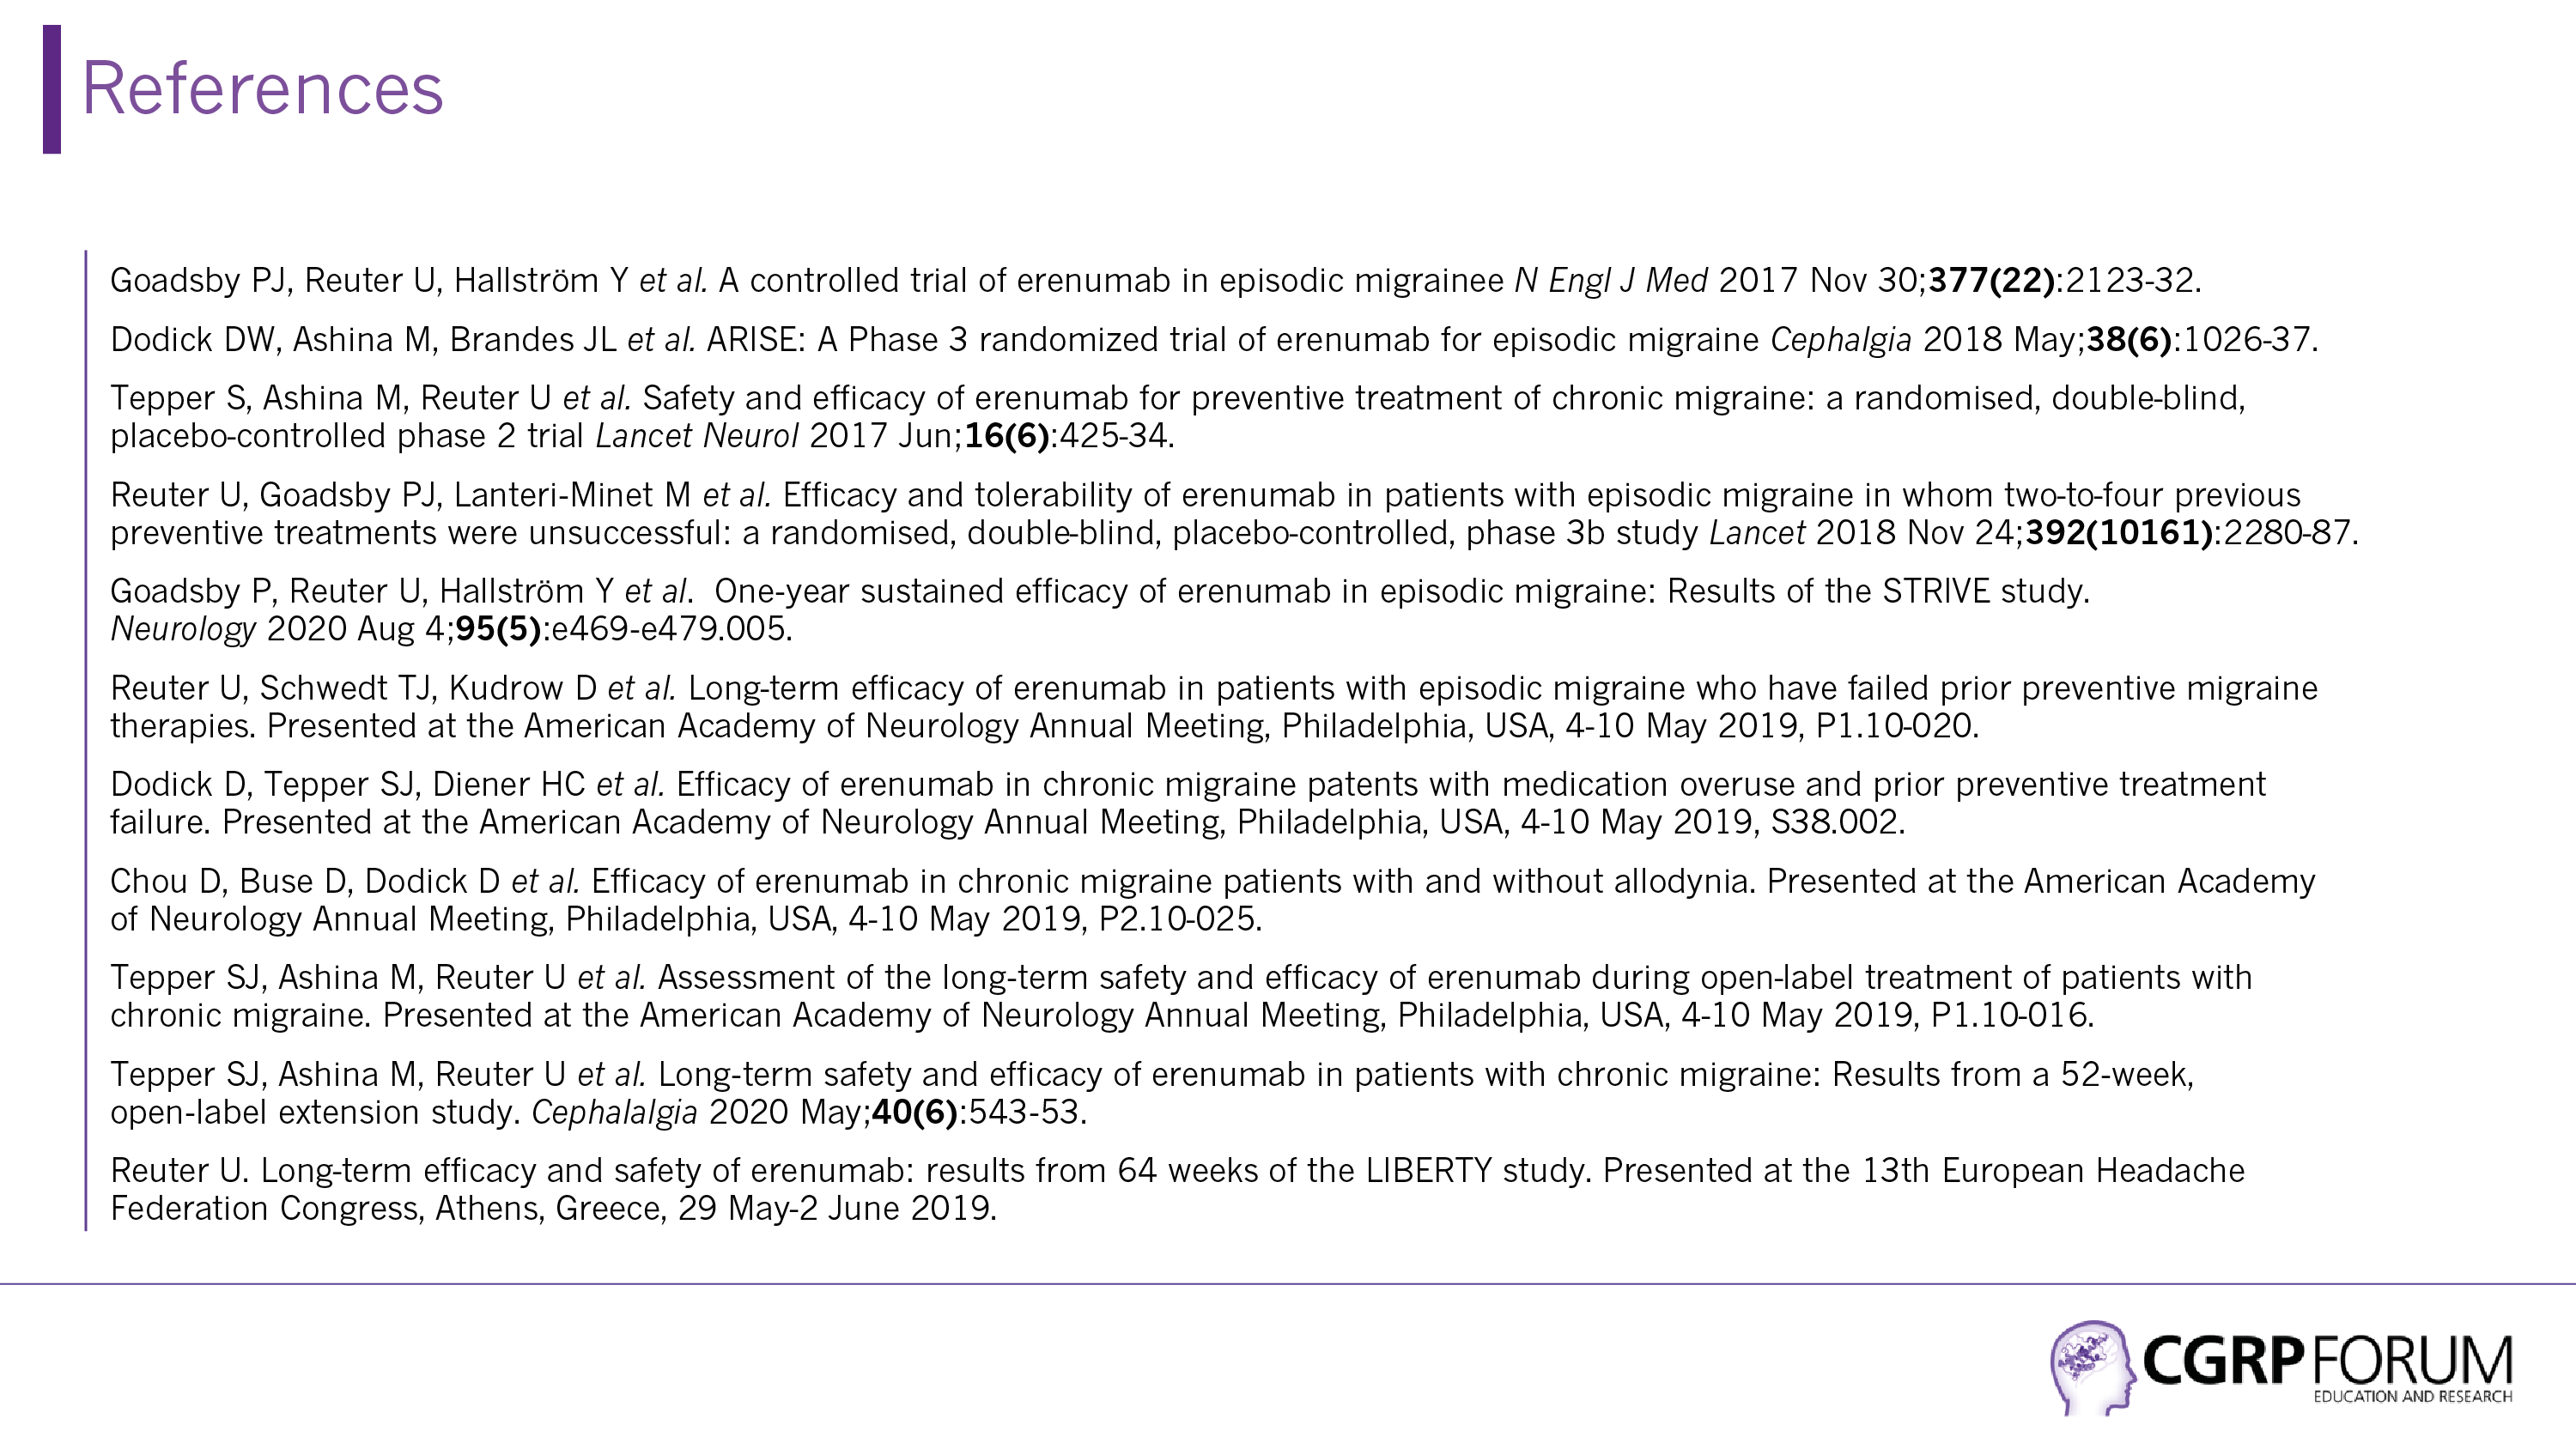 References
Goadsby PJ, Reuter U, Hallström Y et al. A controlled trial of erenumab in episodic migrainee N Engl J Med 2017 Nov 30;377(22):2123-32.
Dodick DW, Ashina M, Brandes JL et al. ARISE: A Phase 3 randomized trial of erenumab for episodic migraine Cephalgia 2018 May;38(6):1026-37.
Tepper S, Ashina M, Reuter U et al. Safety and efficacy of erenumab for preventive treatment of chronic migraine: a randomised, double-blind,
placebo-controlled phase 2 trial Lancet Neurol 2017 Jun;16(6):425-34.
Reuter U, Goadsby PJ, Lanteri-Minet M et al. Efficacy and tolerability of erenumab in patients with episodic migraine in whom two-to-four previous
preventive treatments were unsuccessful: a randomised, double-blind, placebo-controlled, phase 3b study Lancet 2018 Nov 24;392(10161):2280-87.
Goadsby P, Reuter U, Hallström Y et al.  One-year sustained efficacy of erenumab in episodic migraine: Results of the STRIVE study.
Neurology 2020 Aug 4;95(5):e469-e479.005.
Reuter U, Schwedt TJ, Kudrow D et al. Long-term efficacy of erenumab in patients with episodic migraine who have failed prior preventive migraine
therapies. Presented at the American Academy of Neurology Annual Meeting, Philadelphia, USA, 4-10 May 2019, P1.10-020.
Dodick D, Tepper SJ, Diener HC et al. Efficacy of erenumab in chronic migraine patents with medication overuse and prior preventive treatment
failure. Presented at the American Academy of Neurology Annual Meeting, Philadelphia, USA, 4-10 May 2019, S38.002.
Chou D, Buse D, Dodick D et al. Efficacy of erenumab in chronic migraine patients with and without allodynia. Presented at the American Academy
of Neurology Annual Meeting, Philadelphia, USA, 4-10 May 2019, P2.10-025.
Tepper SJ, Ashina M, Reuter U et al. Assessment of the long-term safety and efficacy of erenumab during open-label treatment of patients with
chronic migraine. Presented at the American Academy of Neurology Annual Meeting, Philadelphia, USA, 4-10 May 2019, P1.10-016.
Tepper SJ, Ashina M, Reuter U et al. Long-term safety and efficacy of erenumab in patients with chronic migraine: Results from a 52-week,
open-label extension study. Cephalalgia 2020 May;40(6):543-53.
Reuter U. Long-term efficacy and safety of erenumab: results from 64 weeks of the LIBERTY study. Presented at the 13th European Headache
Federation Congress, Athens, Greece, 29 May-2 June 2019.
CGRP FORUM
EDUCATION AND RESEARCH